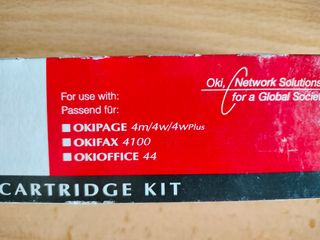 Oki, Network Solutions
for a Global Society
For use with:
Passend für:
OKIPAGE 4m/4w/4wPlus
OKIFAX 4100
OKIOFFICE 44
CARTRIDGE KIT